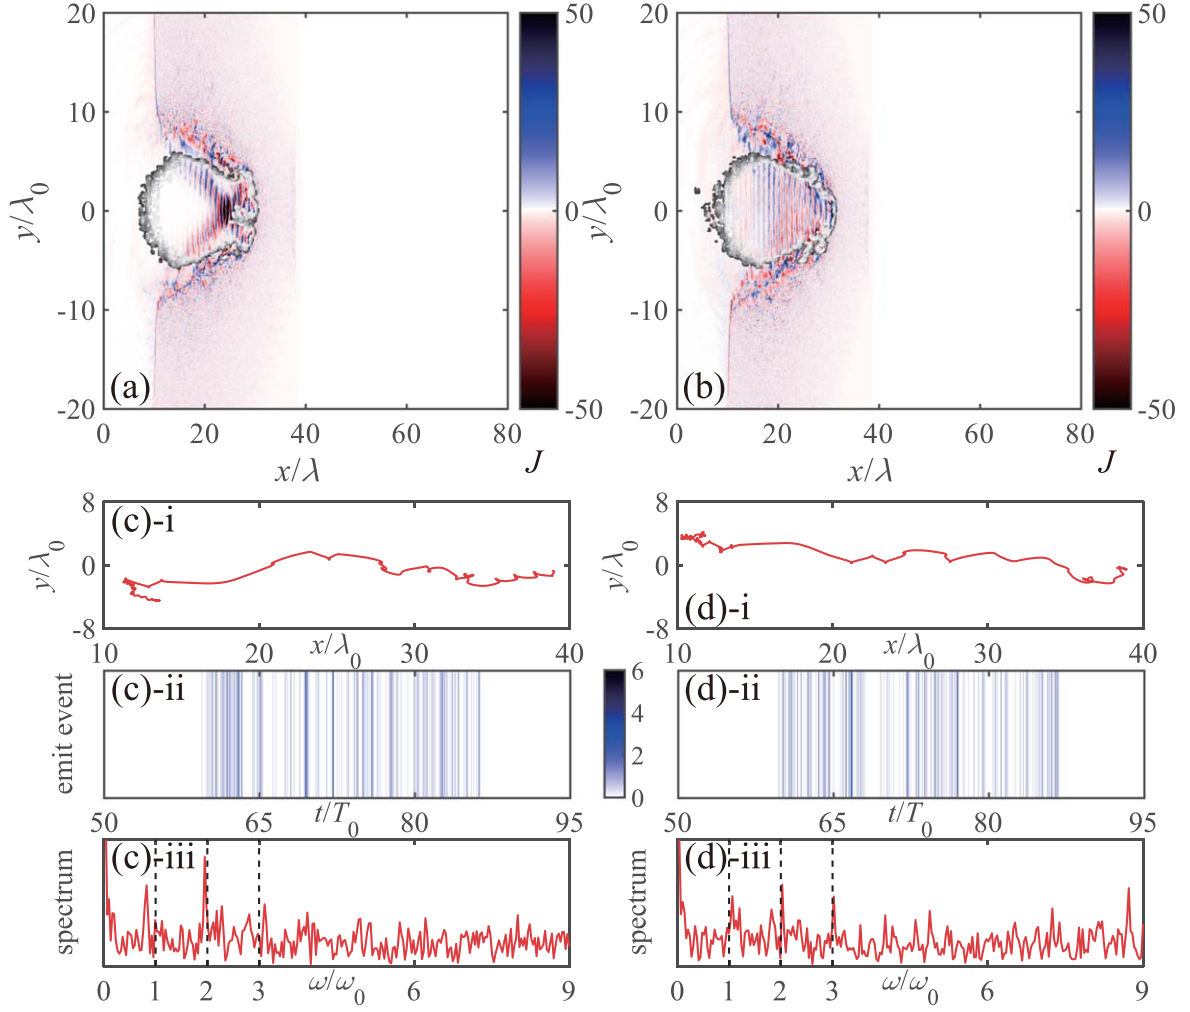 20
10
0
-10
-20
y/λ0
(a)
0 20 40 60 80
x/λ
50
0
-50
J
20
10
0
-10
-20
y/λ0
(b)
0 20 40 60 80
x/λ
50
0
-50
J
8
0
-8
y/λ0
(c)-i
10 20 30 40
x/λ0
8
0
-8
y/λ0
(d)-i
10 20 30 40
x/λ0
emit event
(c)-ii
50 65 80 95
t/T0
6
4
2
0
(d)-ii
50 65 80 95
t/T0
spectrum
(c)-iii
0 1 2 3 6 9
ω/ω0
spectrum
(d)-iii
0 1 2 3 6 9
ω/ω0